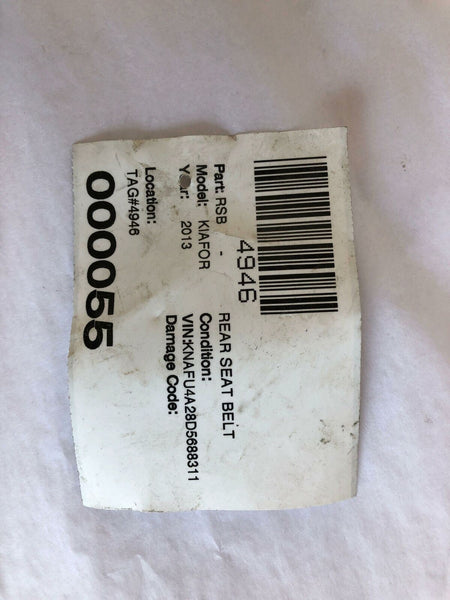 4946
Part: RSB - REAR SEAT BELT
Model: KIAFOR Condition:
Year: 2013 VIN:KNAFU4A28D5688311
Damage Code:
Location:
TAG#4946
000055